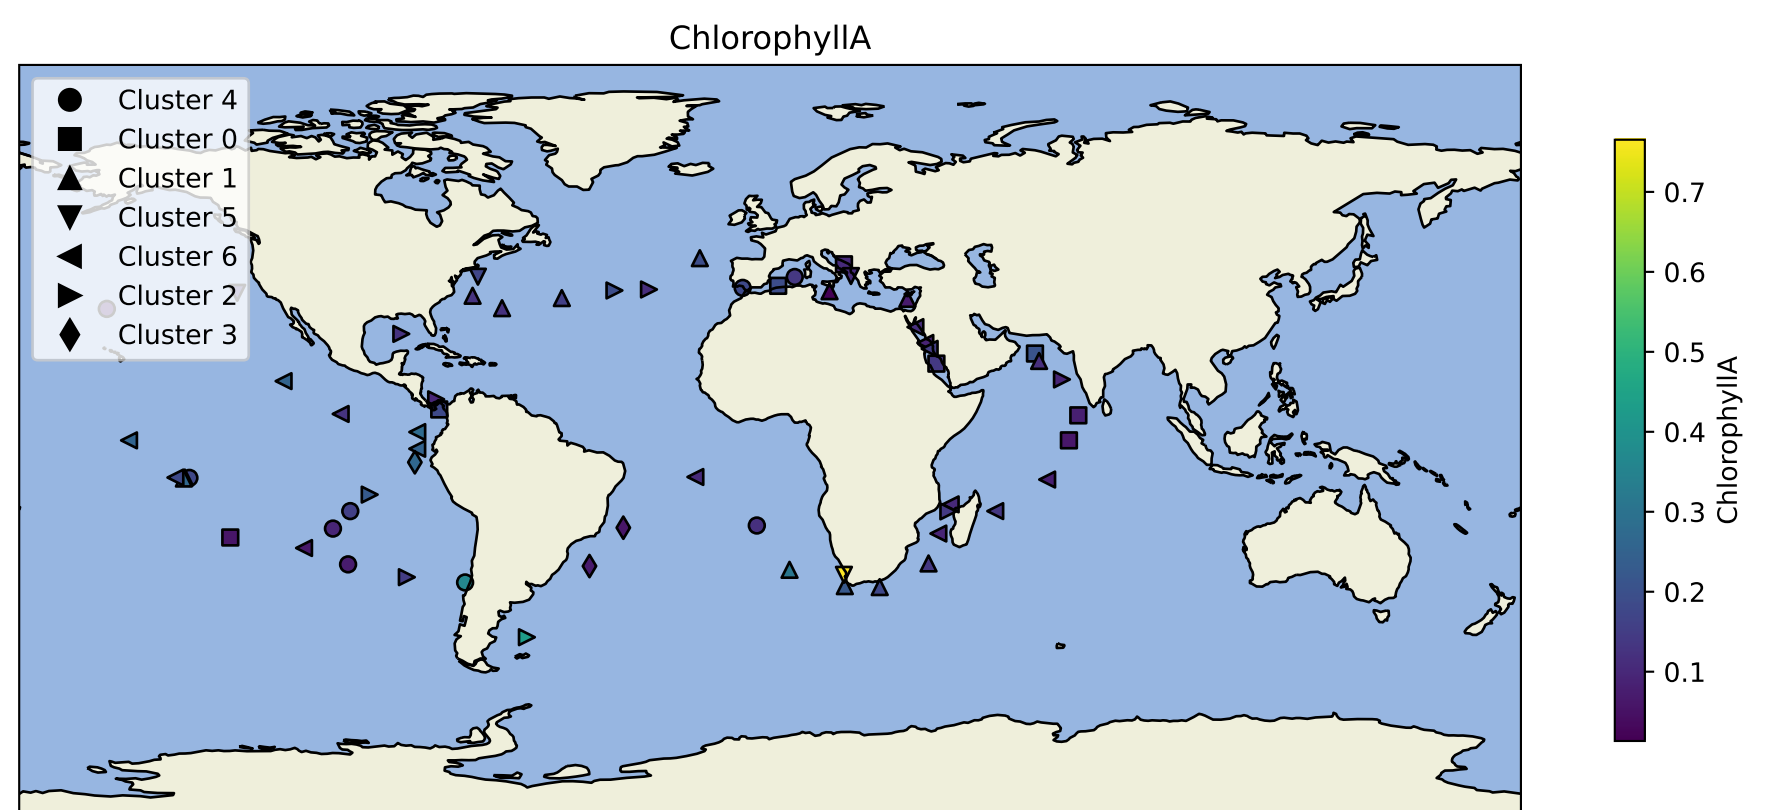 ChlorophyllA
Cluster 4
Cluster 0
Cluster 1
Cluster 5
Cluster 6
Cluster 2
Cluster 3
0.7
0.6
0.5
0.4
0.3
0.2
0.1
ChlorophyllA